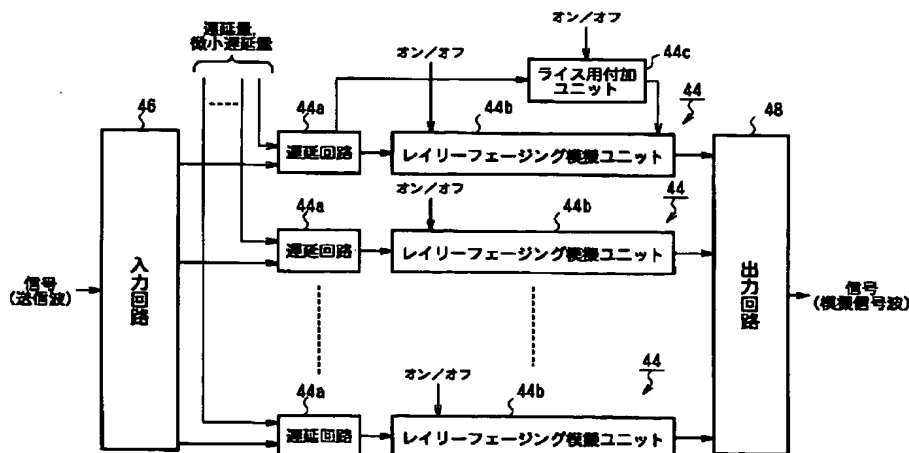 遅延量,
微小遅延量
オン/オフ
オン/オフ
44c
ライス用付加
ユニット
46
44a
44b
44
48
遅延回路
レイリーフェージング模擬ユニット
オン/オフ
44
44a
44b
遅延回路
レイリーフェージング模擬ユニット
信号
(送信波)
入力回路
出力回路
信号
(模擬信号波)
オン/オフ
44
44a
44b
遅延回路
レイリーフェージング模擬ユニット